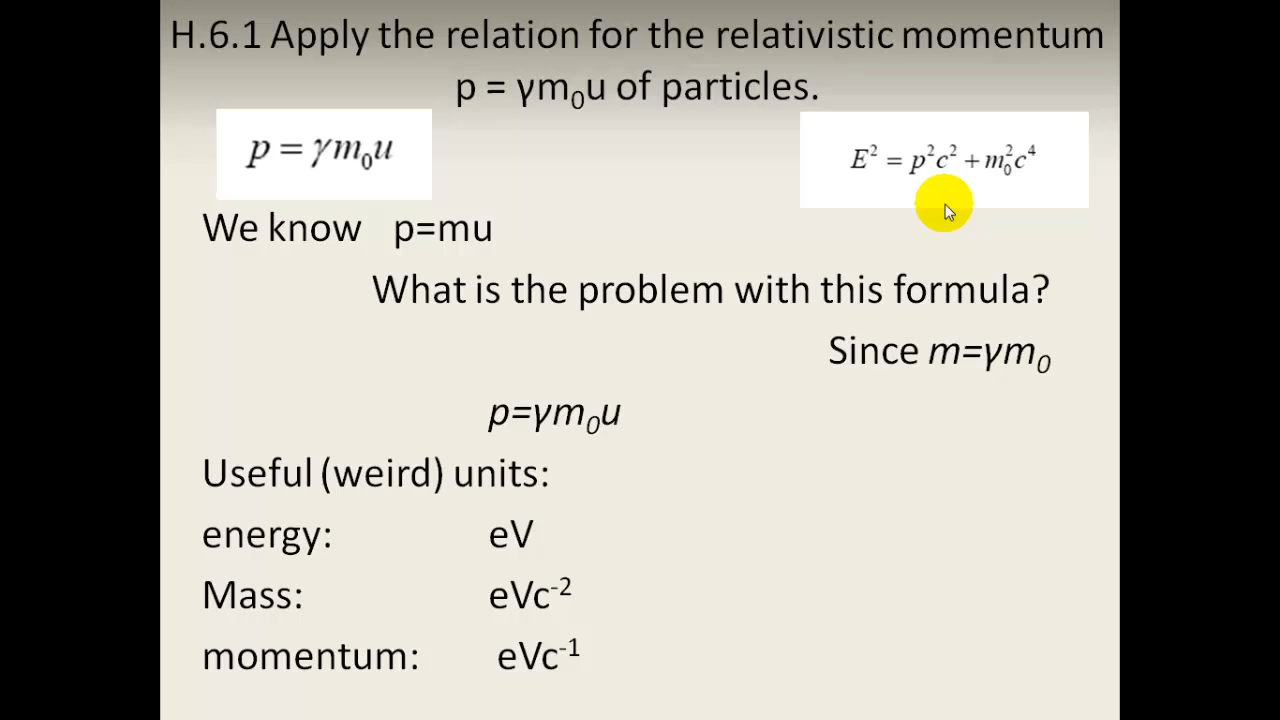 H.6.1 Apply the relation for the relativistic momentum
p = γm₀u of particles.
p = γm₀u
E² = p²c² + m₀²c⁴
We know p=mu
What is the problem with this formula?
Since m=γm₀
p=γm₀u
Useful (weird) units:
energy: eV
Mass: eVc⁻²
momentum: eVc⁻¹